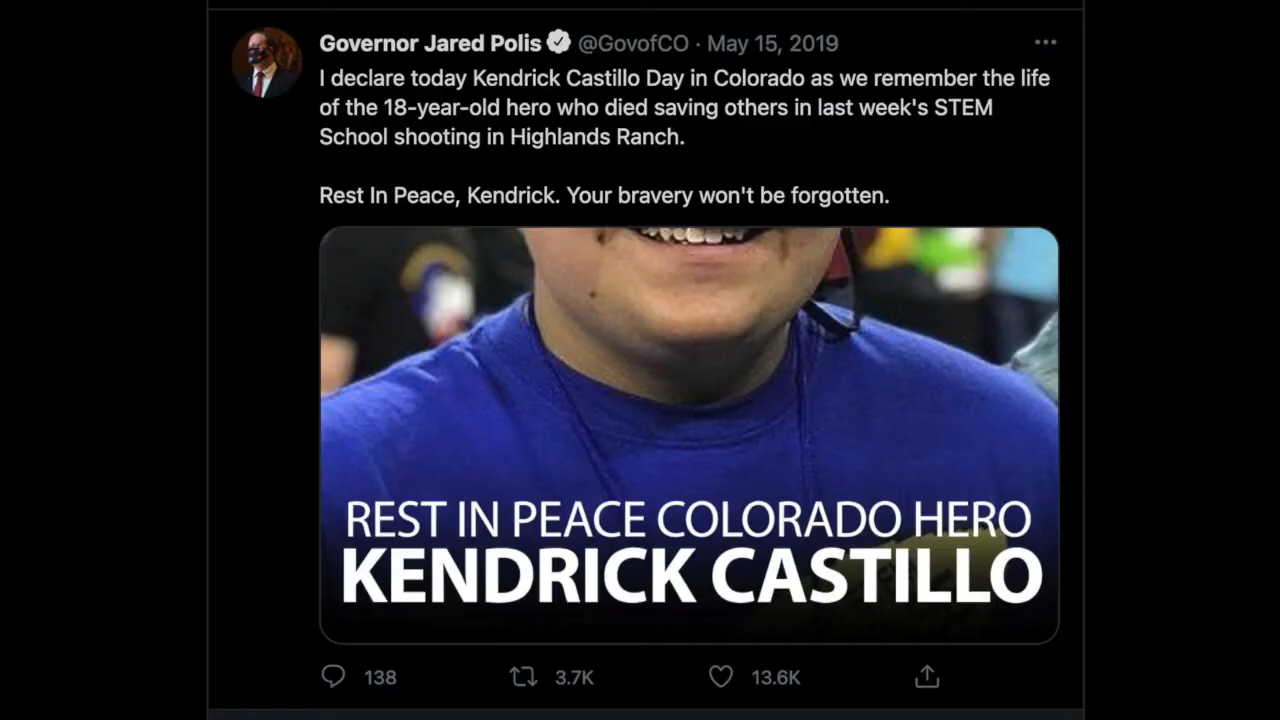 Governor Jared Polis @GovofCO · May 15, 2019
I declare today Kendrick Castillo Day in Colorado as we remember the life
of the 18-year-old hero who died saving others in last week's STEM
School shooting in Highlands Ranch.
Rest In Peace, Kendrick. Your bravery won't be forgotten.
REST IN PEACE COLORADO HERO
KENDRICK CASTILLO
138 3.7K 13.6K